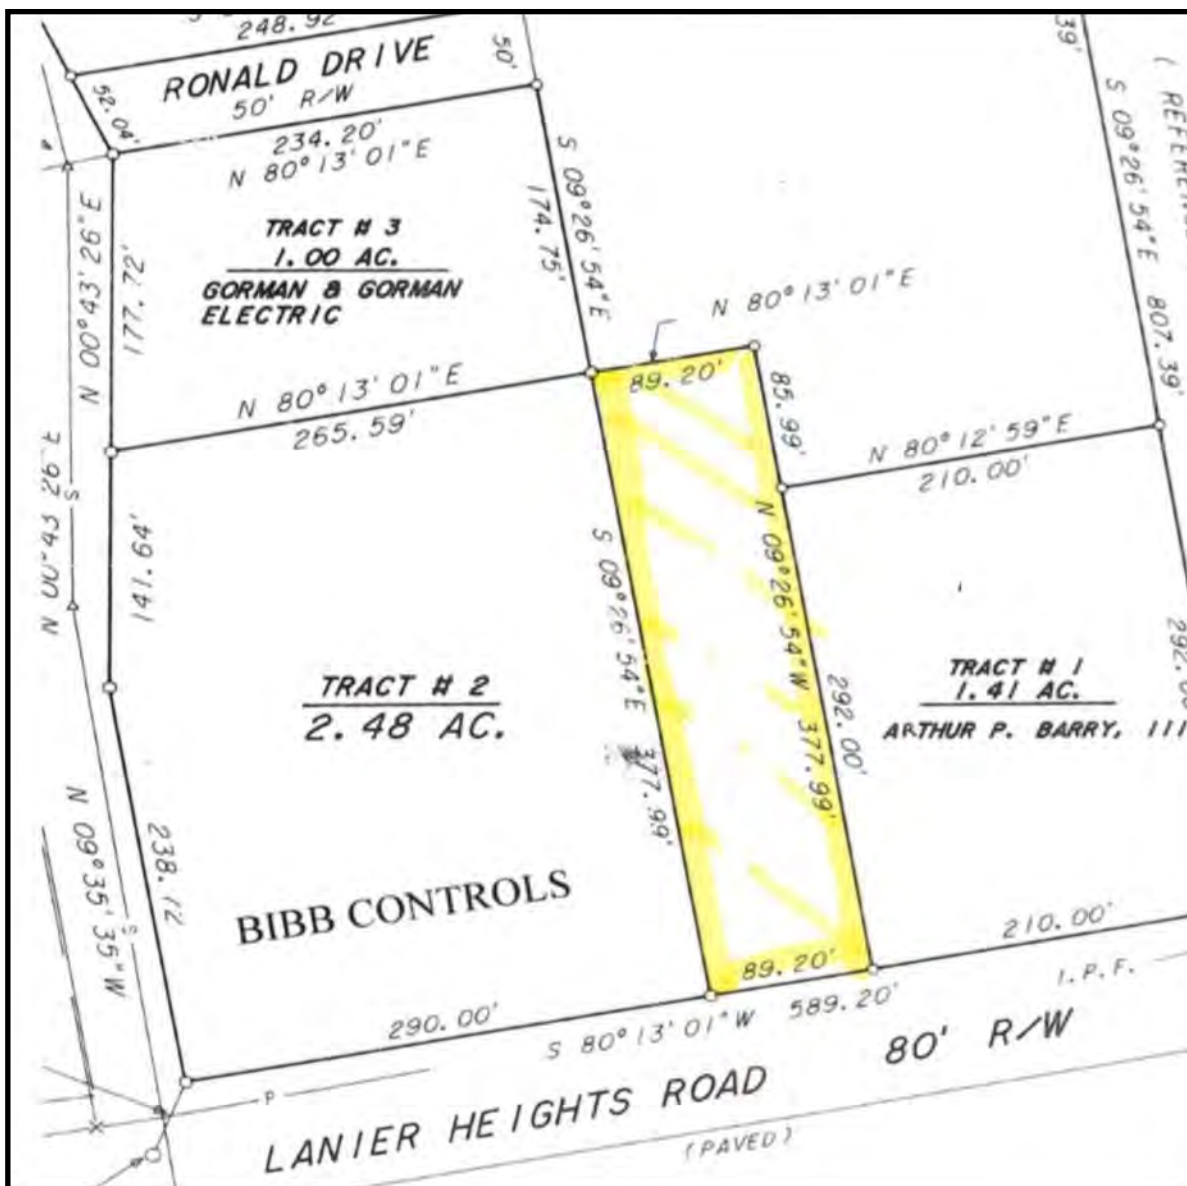 248.92
RONALD DRIVE
50' R/W
50'
52.04'
234.20'
N 80°13'01"E
S 09°26'54"E
174.75'
TRACT # 3
1.00 AC.
GORMAN & GORMAN
ELECTRIC
N 00°43'26"E
177.72'
N 80°13'01"E
89.20'
85.99'
39'
( REFERENCE
S 09°26'54"E 807.39'
N 80°13'01"E
265.59'
N 80°12'59"E
210.00'
N 00-43 26 E
S
141.64'
S 09°26'54"E 377.99'
N 09°26'54"W 377.99'
292.00'
292.00
TRACT # 2
2.48 AC.
TRACT # 1
1.41 AC.
ARTHUR P. BARRY, III
N 09°35'35"W
S
238.12
BIBB CONTROLS
89.20'
210.00'
290.00'
S 80°13'01"W 589.20'
I.P.F.
P
LANIER HEIGHTS ROAD 80' R/W
(PAVED)